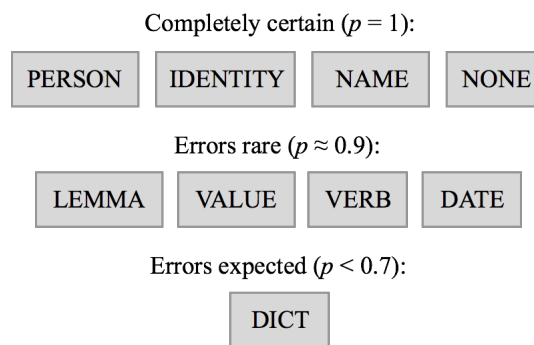 Completely certain (p = 1):
PERSON IDENTITY NAME NONE
Errors rare (p ≈ 0.9):
LEMMA VALUE VERB DATE
Errors expected (p < 0.7):
DICT